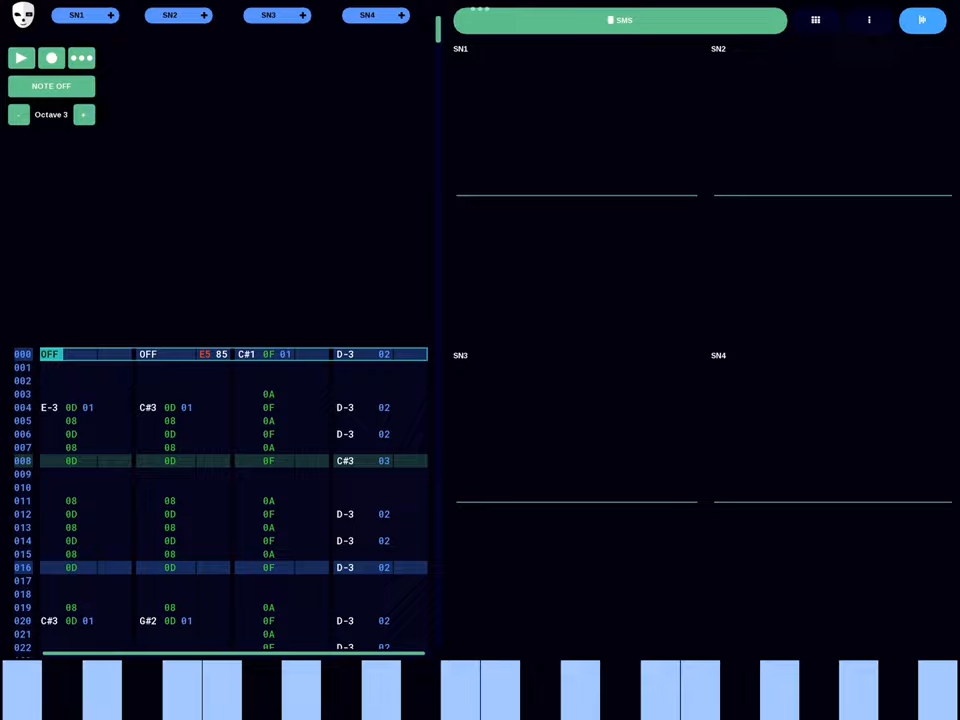 SN1 + SN2 + SN3 + SN4 +
SMS
NOTE OFF
- Octave 3 +
SN1 SN2
SN3 SN4
000 OFF OFF E5 85 C#1 0F 01 D-3 02
001
002
003 0A
004 E-3 0D 01 C#3 0D 01 0F D-3 02
005 08 08 0A
006 0D 0D 0F D-3 02
007 08 08 0A
008 0D 0D 0F C#3 03
009
010
011 08 08 0A
012 0D 0D 0F D-3 02
013 08 08 0A
014 0D 0D 0F D-3 02
015 08 08 0A
016 0D 0D 0F D-3 02
017
018
019 08 08 0A
020 C#3 0D 01 G#2 0D 01 0F D-3 02
021 0A
022 0F D-3 02